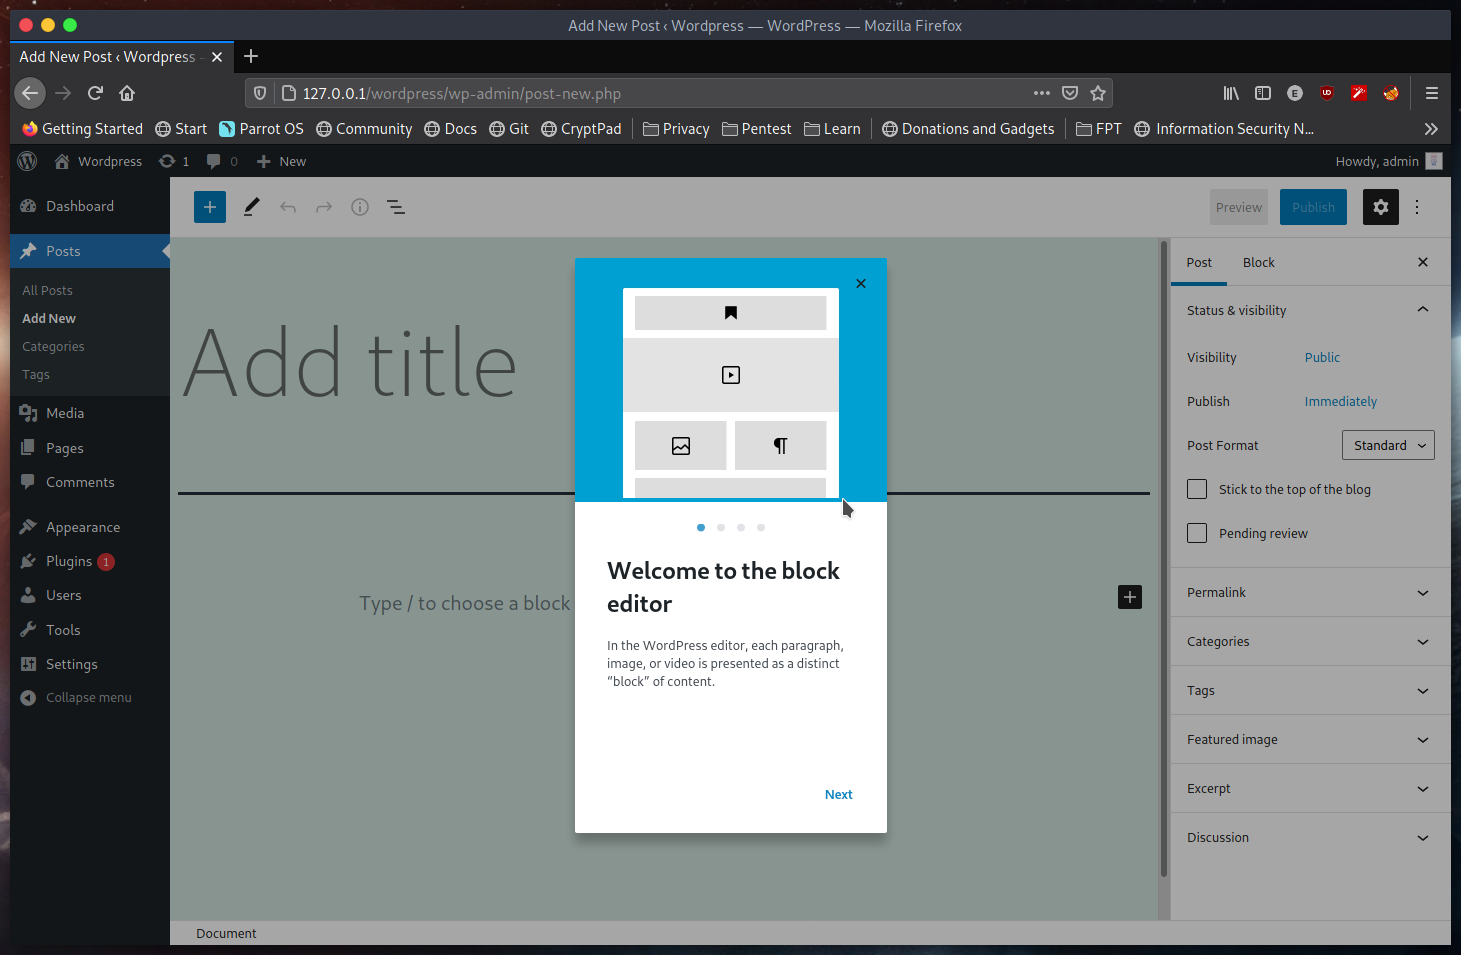 Add New Post ‹ Wordpress — WordPress — Mozilla Firefox
Add New Post ‹ Wordpress –
127.0.0.1/wordpress/wp-admin/post-new.php
Getting Started Start Parrot OS Community Docs Git CryptPad Privacy Pentest Learn Donations and Gadgets FPT Information Security N...
Wordpress 1 0 New Howdy, admin
Dashboard
Posts
All Posts
Add New
Categories
Tags
Media
Pages
Comments
Appearance
Plugins 1
Users
Tools
Settings
Collapse menu
Preview Publish
Add title
Type / to choose a block
Welcome to the block
editor
In the WordPress editor, each paragraph,
image, or video is presented as a distinct
“block” of content.
Next
Post Block
Status & visibility
Visibility Public
Publish Immediately
Post Format Standard
Stick to the top of the blog
Pending review
Permalink
Categories
Tags
Featured image
Excerpt
Discussion
Document